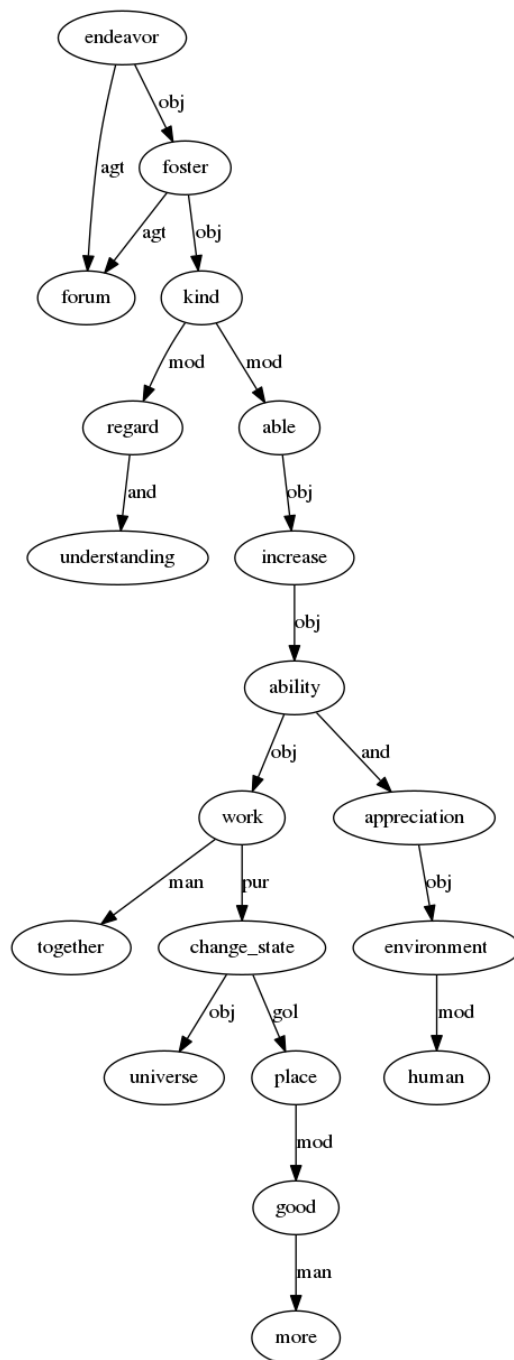 endeavor
obj
foster
agt
agt
obj
forum
kind
mod
mod
regard
able
and
obj
understanding
increase
obj
ability
obj
and
work
appreciation
man
pur
obj
together
change_state
environment
obj
gol
mod
universe
place
human
mod
good
man
more